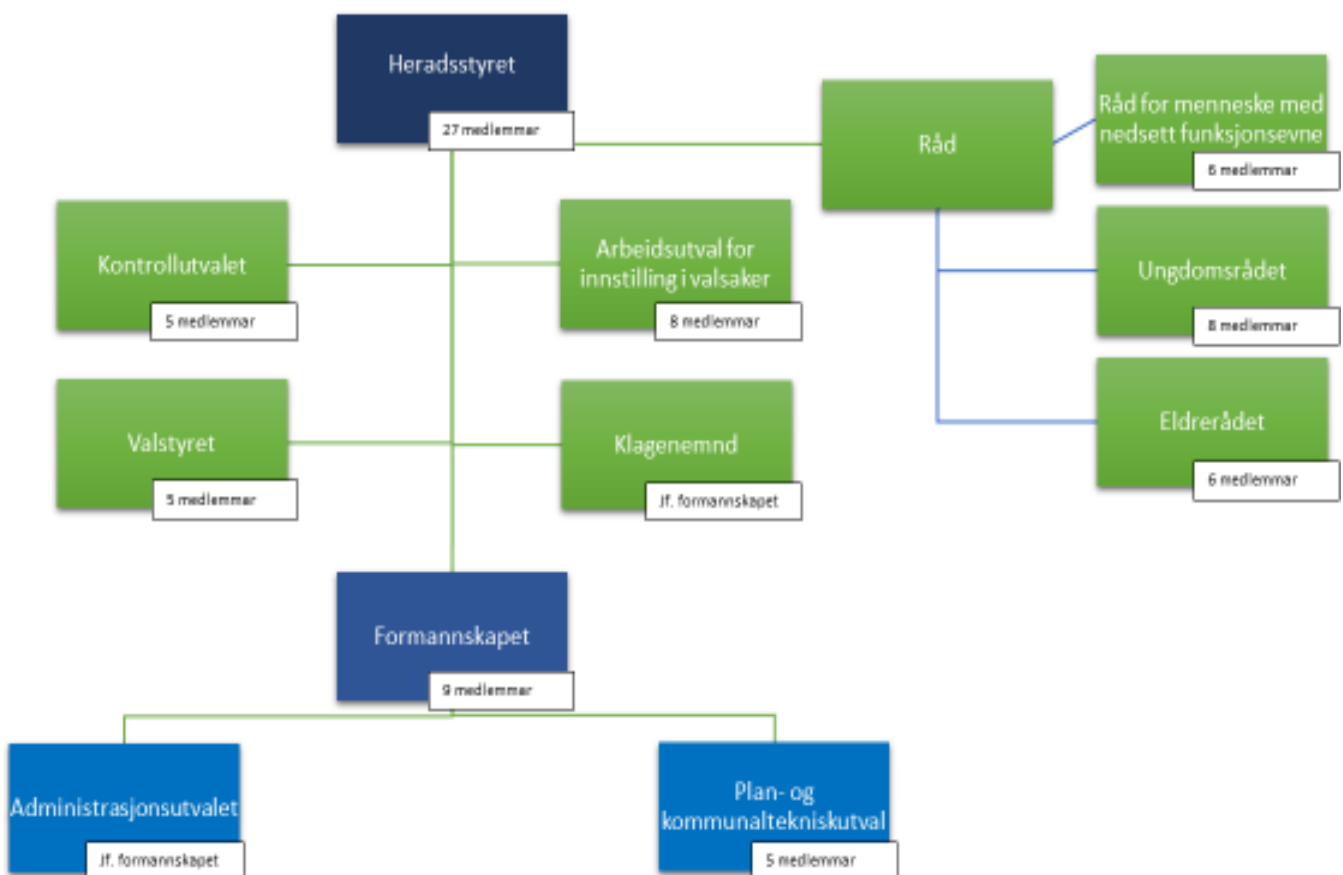 Heradsstyret
27 medlemmar
Råd
Råd for menneske med
nedsett funksjonsevne
6 medlemmar
Kontrollutvalet
5 medlemmar
Arbeidsutval for
innstilling i valsaker
8 medlemmar
Ungdomsrådet
8 medlemmar
Valstyret
5 medlemmar
Klagenemnd
Jf. formannskapet
Eldrerådet
6 medlemmar
Formannskapet
9 medlemmar
Administrasjonsutvalet
Jf. formannskapet
Plan- og
kommunaltekniskutval
5 medlemmar